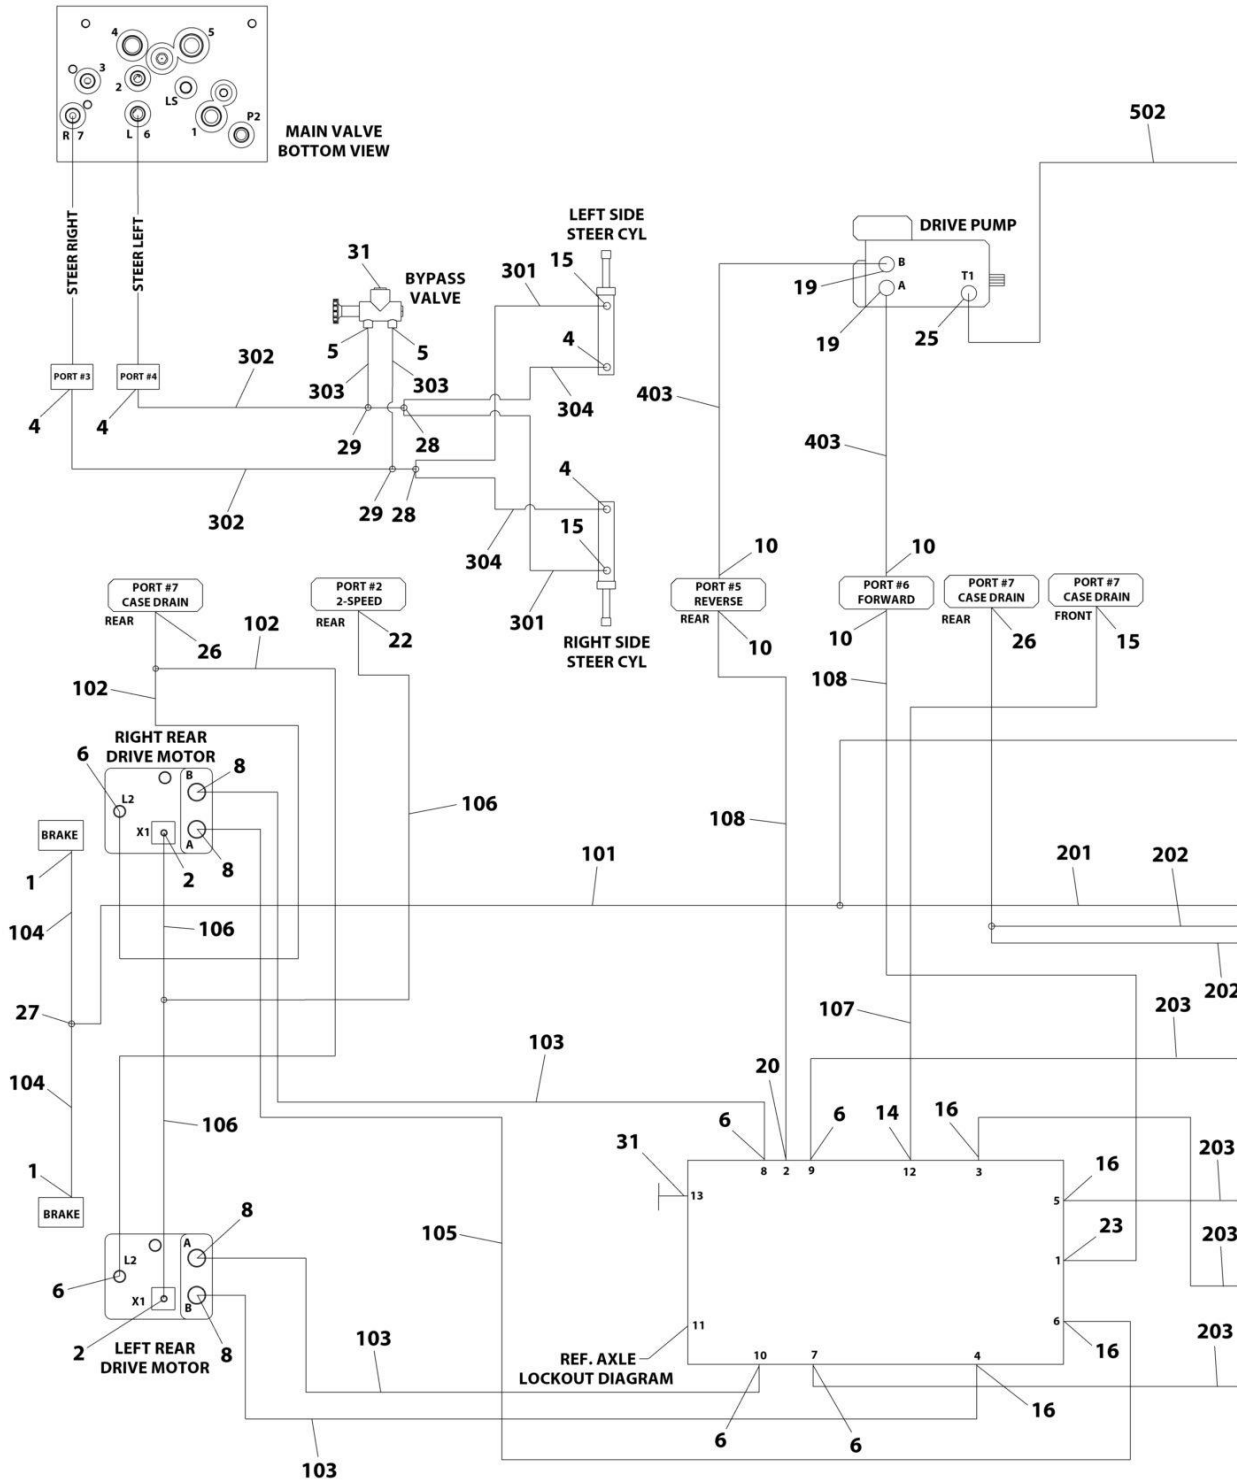 4
5
3
2
LS
R 7
L 6
1
P2
MAIN VALVE
BOTTOM VIEW
STEER RIGHT
STEER LEFT
502
LEFT SIDE
STEER CYL
DRIVE PUMP
31
BYPASS
VALVE
301
15
B
19
A
T1
5
5
19
25
302
PORT #3
PORT #4
303
303
4
304
403
4
4
403
29
28
4
302
29
28
15
304
10
10
PORT #7
CASE DRAIN
REAR
PORT #2
2-SPEED
REAR
301
PORT #5
REVERSE
REAR
PORT #6
FORWARD
PORT #7
CASE DRAIN
REAR
PORT #7
CASE DRAIN
FRONT
26
102
22
RIGHT SIDE
STEER CYL
10
10
26
15
102
108
RIGHT REAR
DRIVE MOTOR
6
B
8
L2
106
108
BRAKE
X1
A
1
2
8
101
201
202
104
106
202
27
107
203
103
20
104
106
6
6
14
16
31
8
2
9
12
3
16
203
1
13
5
BRAKE
8
105
23
203
A
L2
1
6
X1
B
11
6
203
2
8
LEFT REAR
DRIVE MOTOR
103
REF. AXLE
LOCKOUT DIAGRAM
10
7
4
16
16
6
6
103